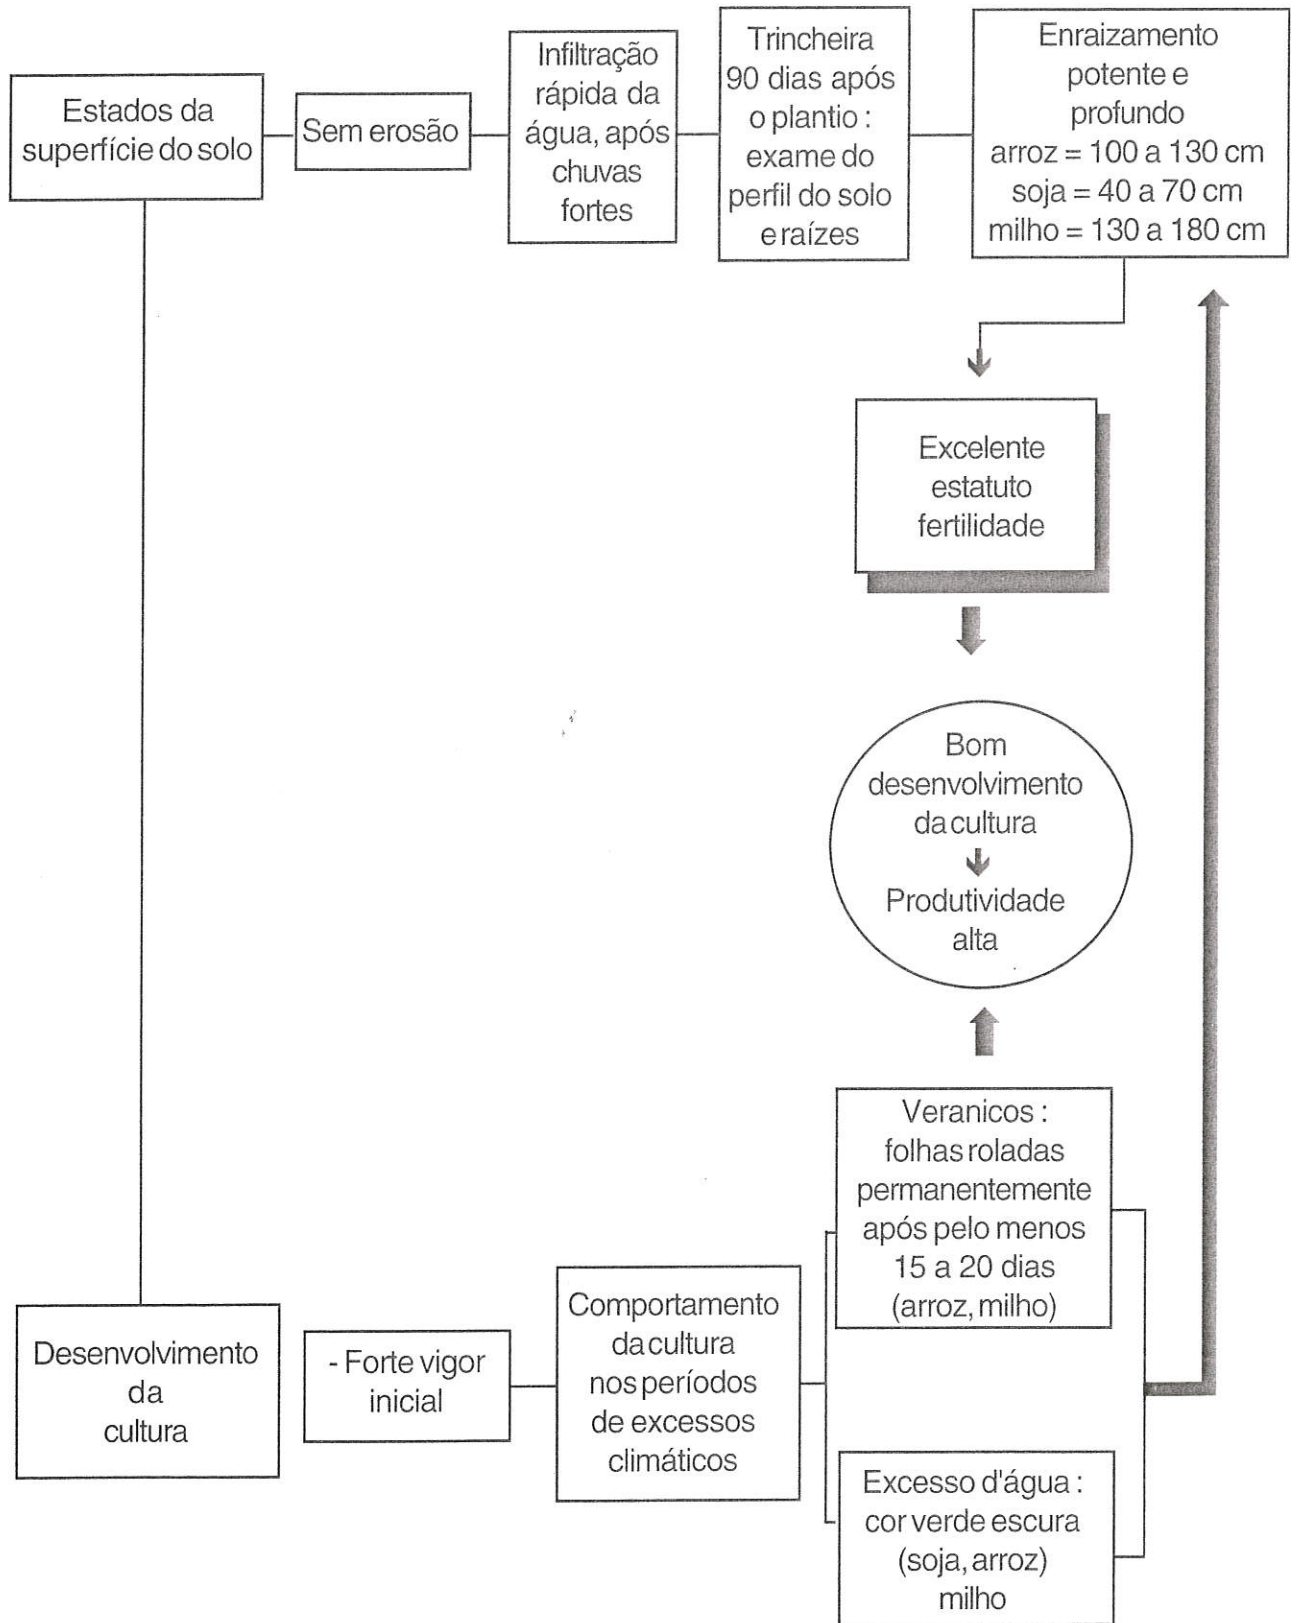 Estados da
superfície do solo
Sem erosão
Infiltração
rápida da
água, após
chuvas
fortes
Trincheira
90 dias após
o plantio :
exame do
perfil do solo
e raízes
Enraizamento
potente e
profundo
arroz = 100 a 130 cm
soja = 40 a 70 cm
milho = 130 a 180 cm
Excelente
estatuto
fertilidade
Bom
desenvolvimento
da cultura
Produtividade
alta
Veranicos :
folhas roladas
permanentemente
após pelo menos
15 a 20 dias
(arroz, milho)
Desenvolvimento
da
cultura
- Forte vigor
inicial
Comportamento
da cultura
nos períodos
de excessos
climáticos
Excesso d'água :
cor verde escura
(soja, arroz)
milho